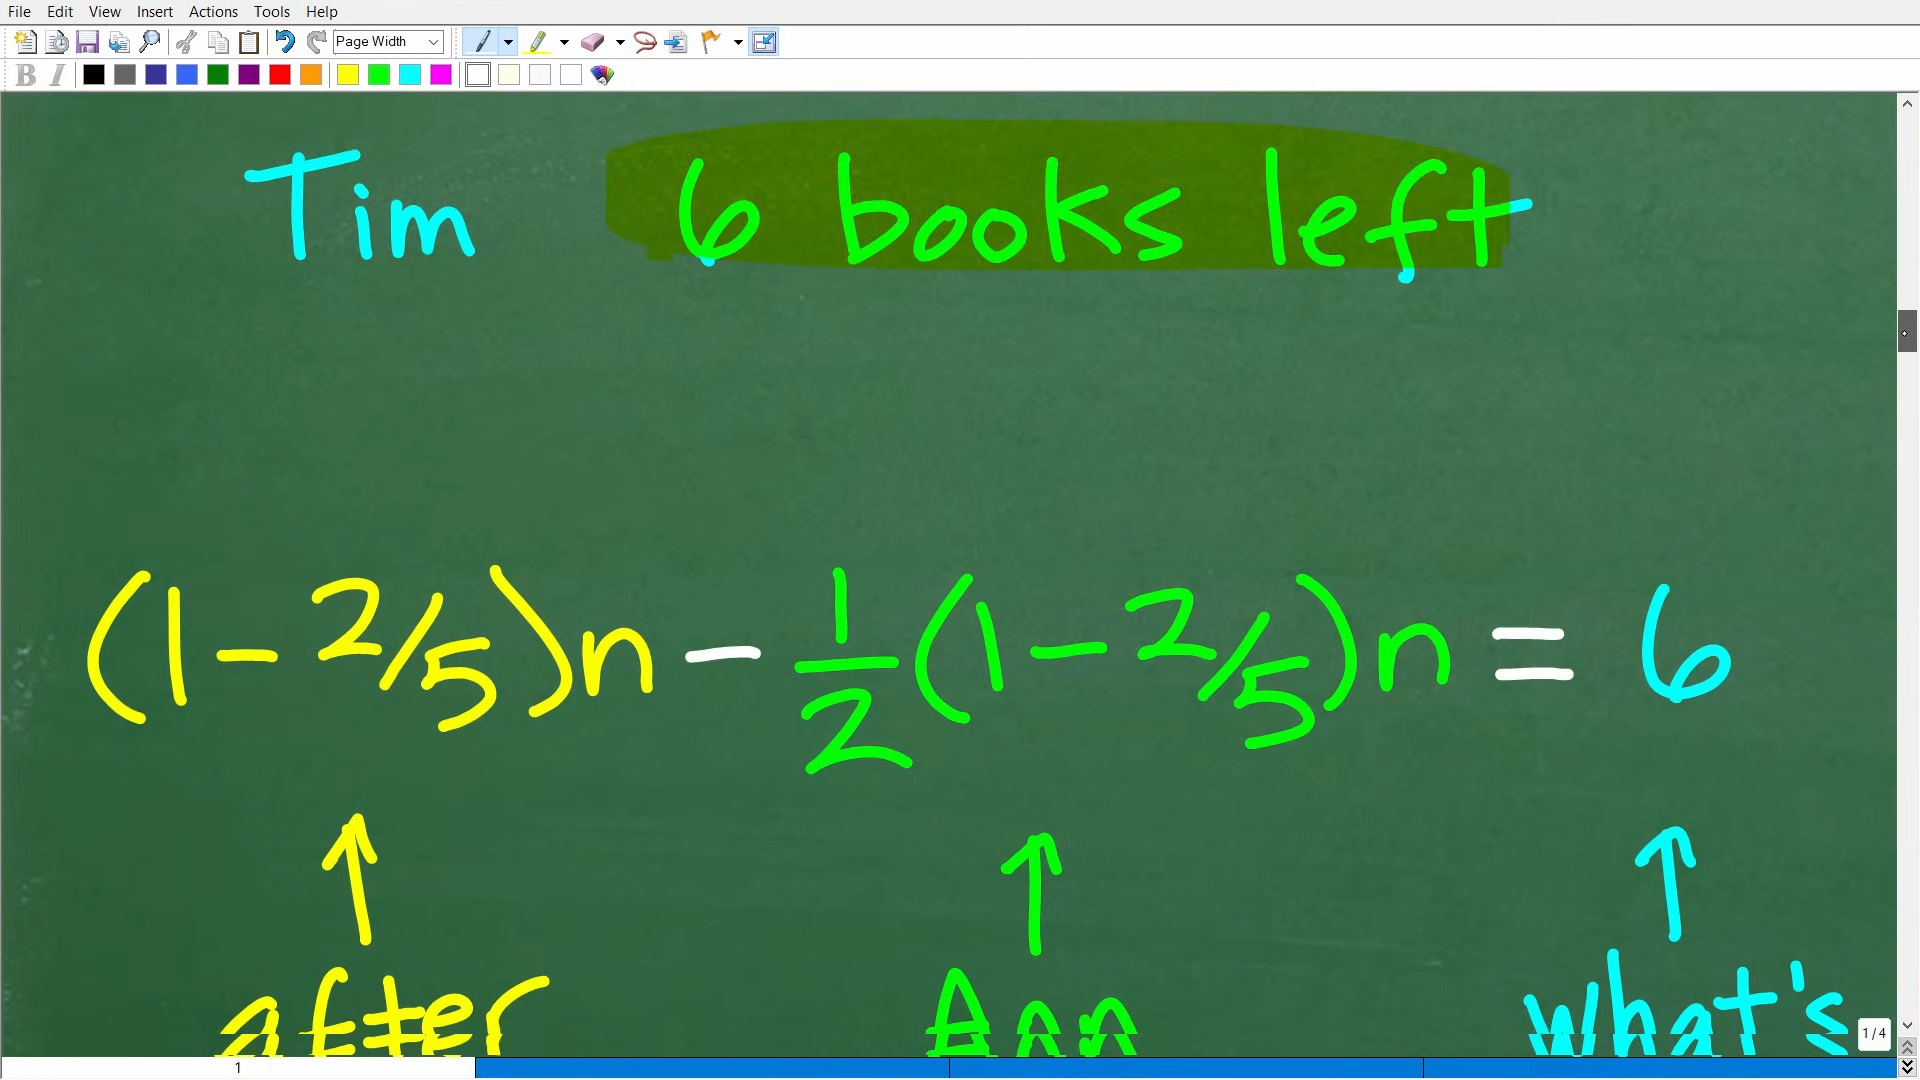 File Edit View Insert Actions Tools Help
Page Width
B I
Tim 6 books left
(1-2/5)n - 1/2(1-2/5)n = 6
after Ann what's
1/4
1